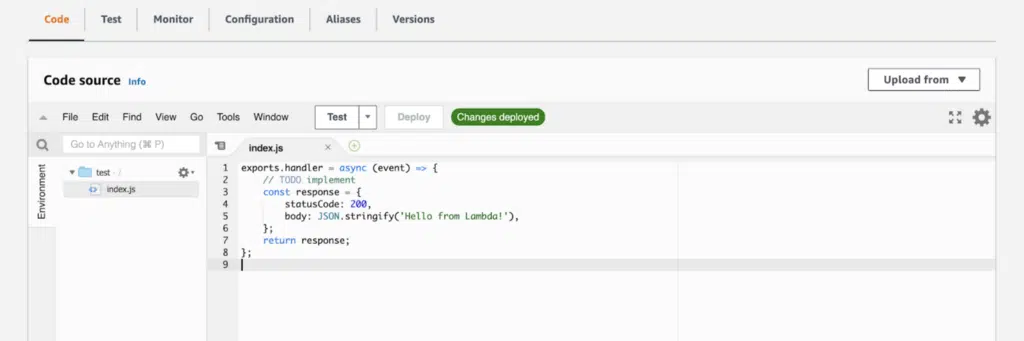 Code Test Monitor Configuration Aliases Versions
Code source Info Upload from
File Edit Find View Go Tools Window Test Deploy Changes deployed
Go to Anything (⌘ P) index.js
Environment
test - /
index.js
1 exports.handler = async (event) => {
2 // TODO implement
3 const response = {
4 statusCode: 200,
5 body: JSON.stringify('Hello from Lambda!'),
6 };
7 return response;
8 };
9